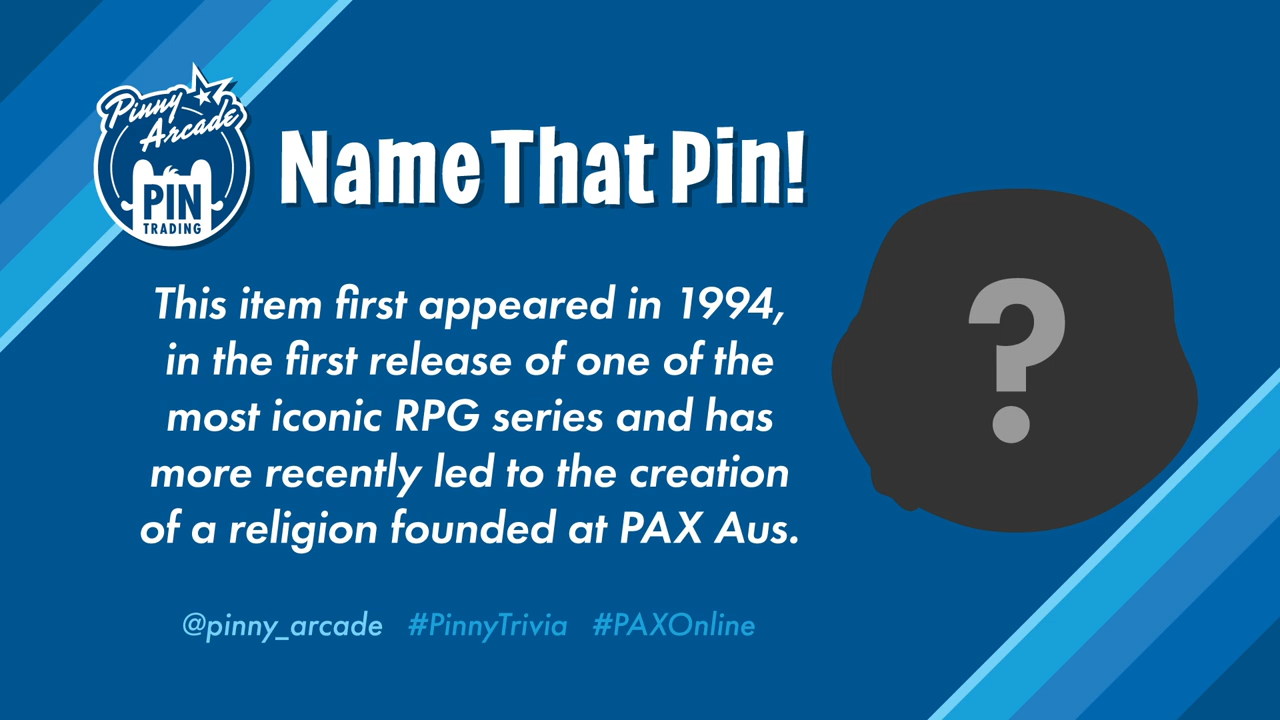 Pinny
Arcade
PIN
TRADING
Name That Pin!
This item first appeared in 1994,
in the first release of one of the
most iconic RPG series and has
more recently led to the creation
of a religion founded at PAX Aus.
@pinny_arcade #PinnyTrivia #PAXOnline
?